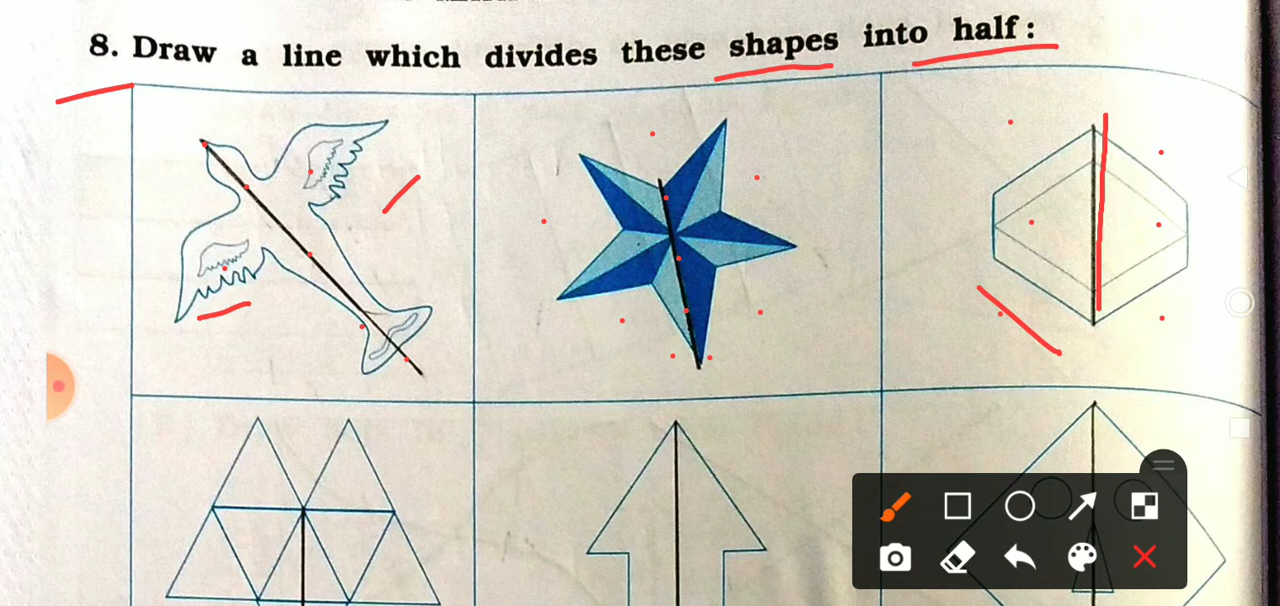 8. Draw a line which divides these shapes into half :